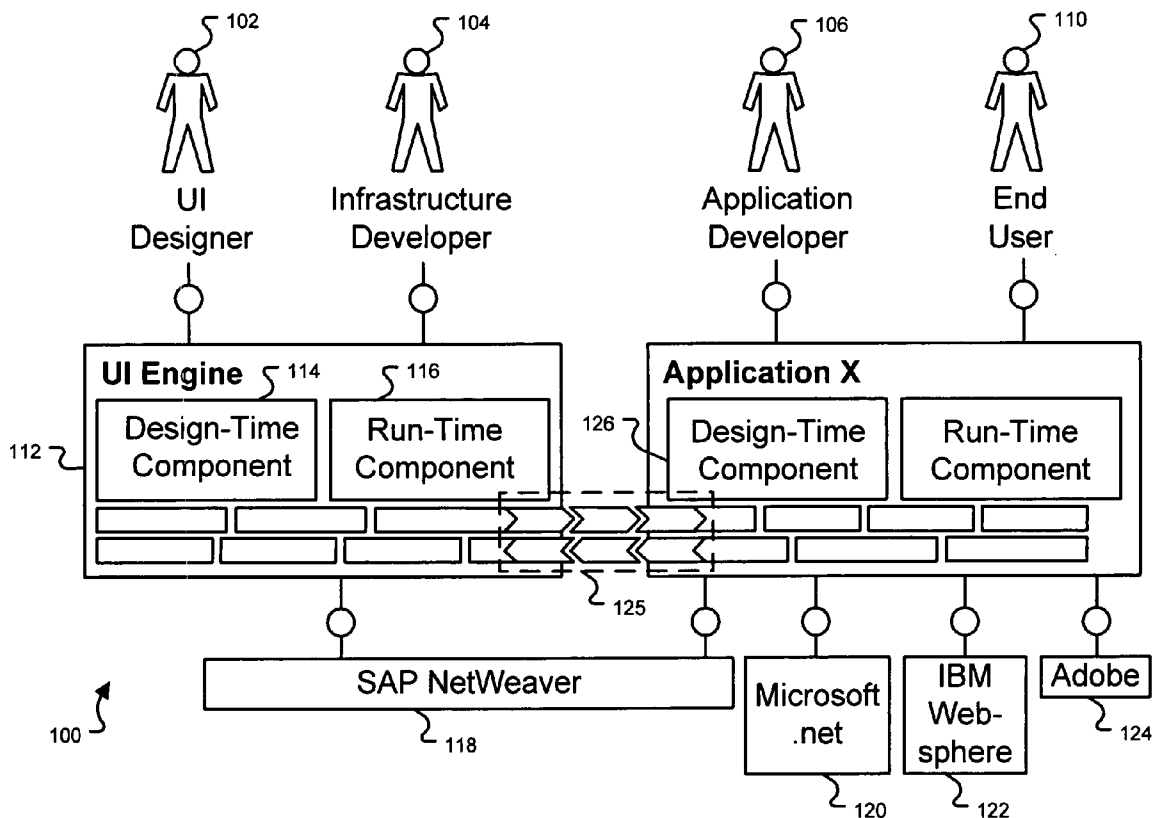 102
104
106
110
UI
Designer
Infrastructure
Developer
Application
Developer
End
User
UI Engine
114
116
Application X
112
Design-Time
Component
Run-Time
Component
126
Design-Time
Component
Run-Time
Component
125
SAP NetWeaver
Microsoft
.net
IBM
Web-
sphere
Adobe
100
118
124
120
122